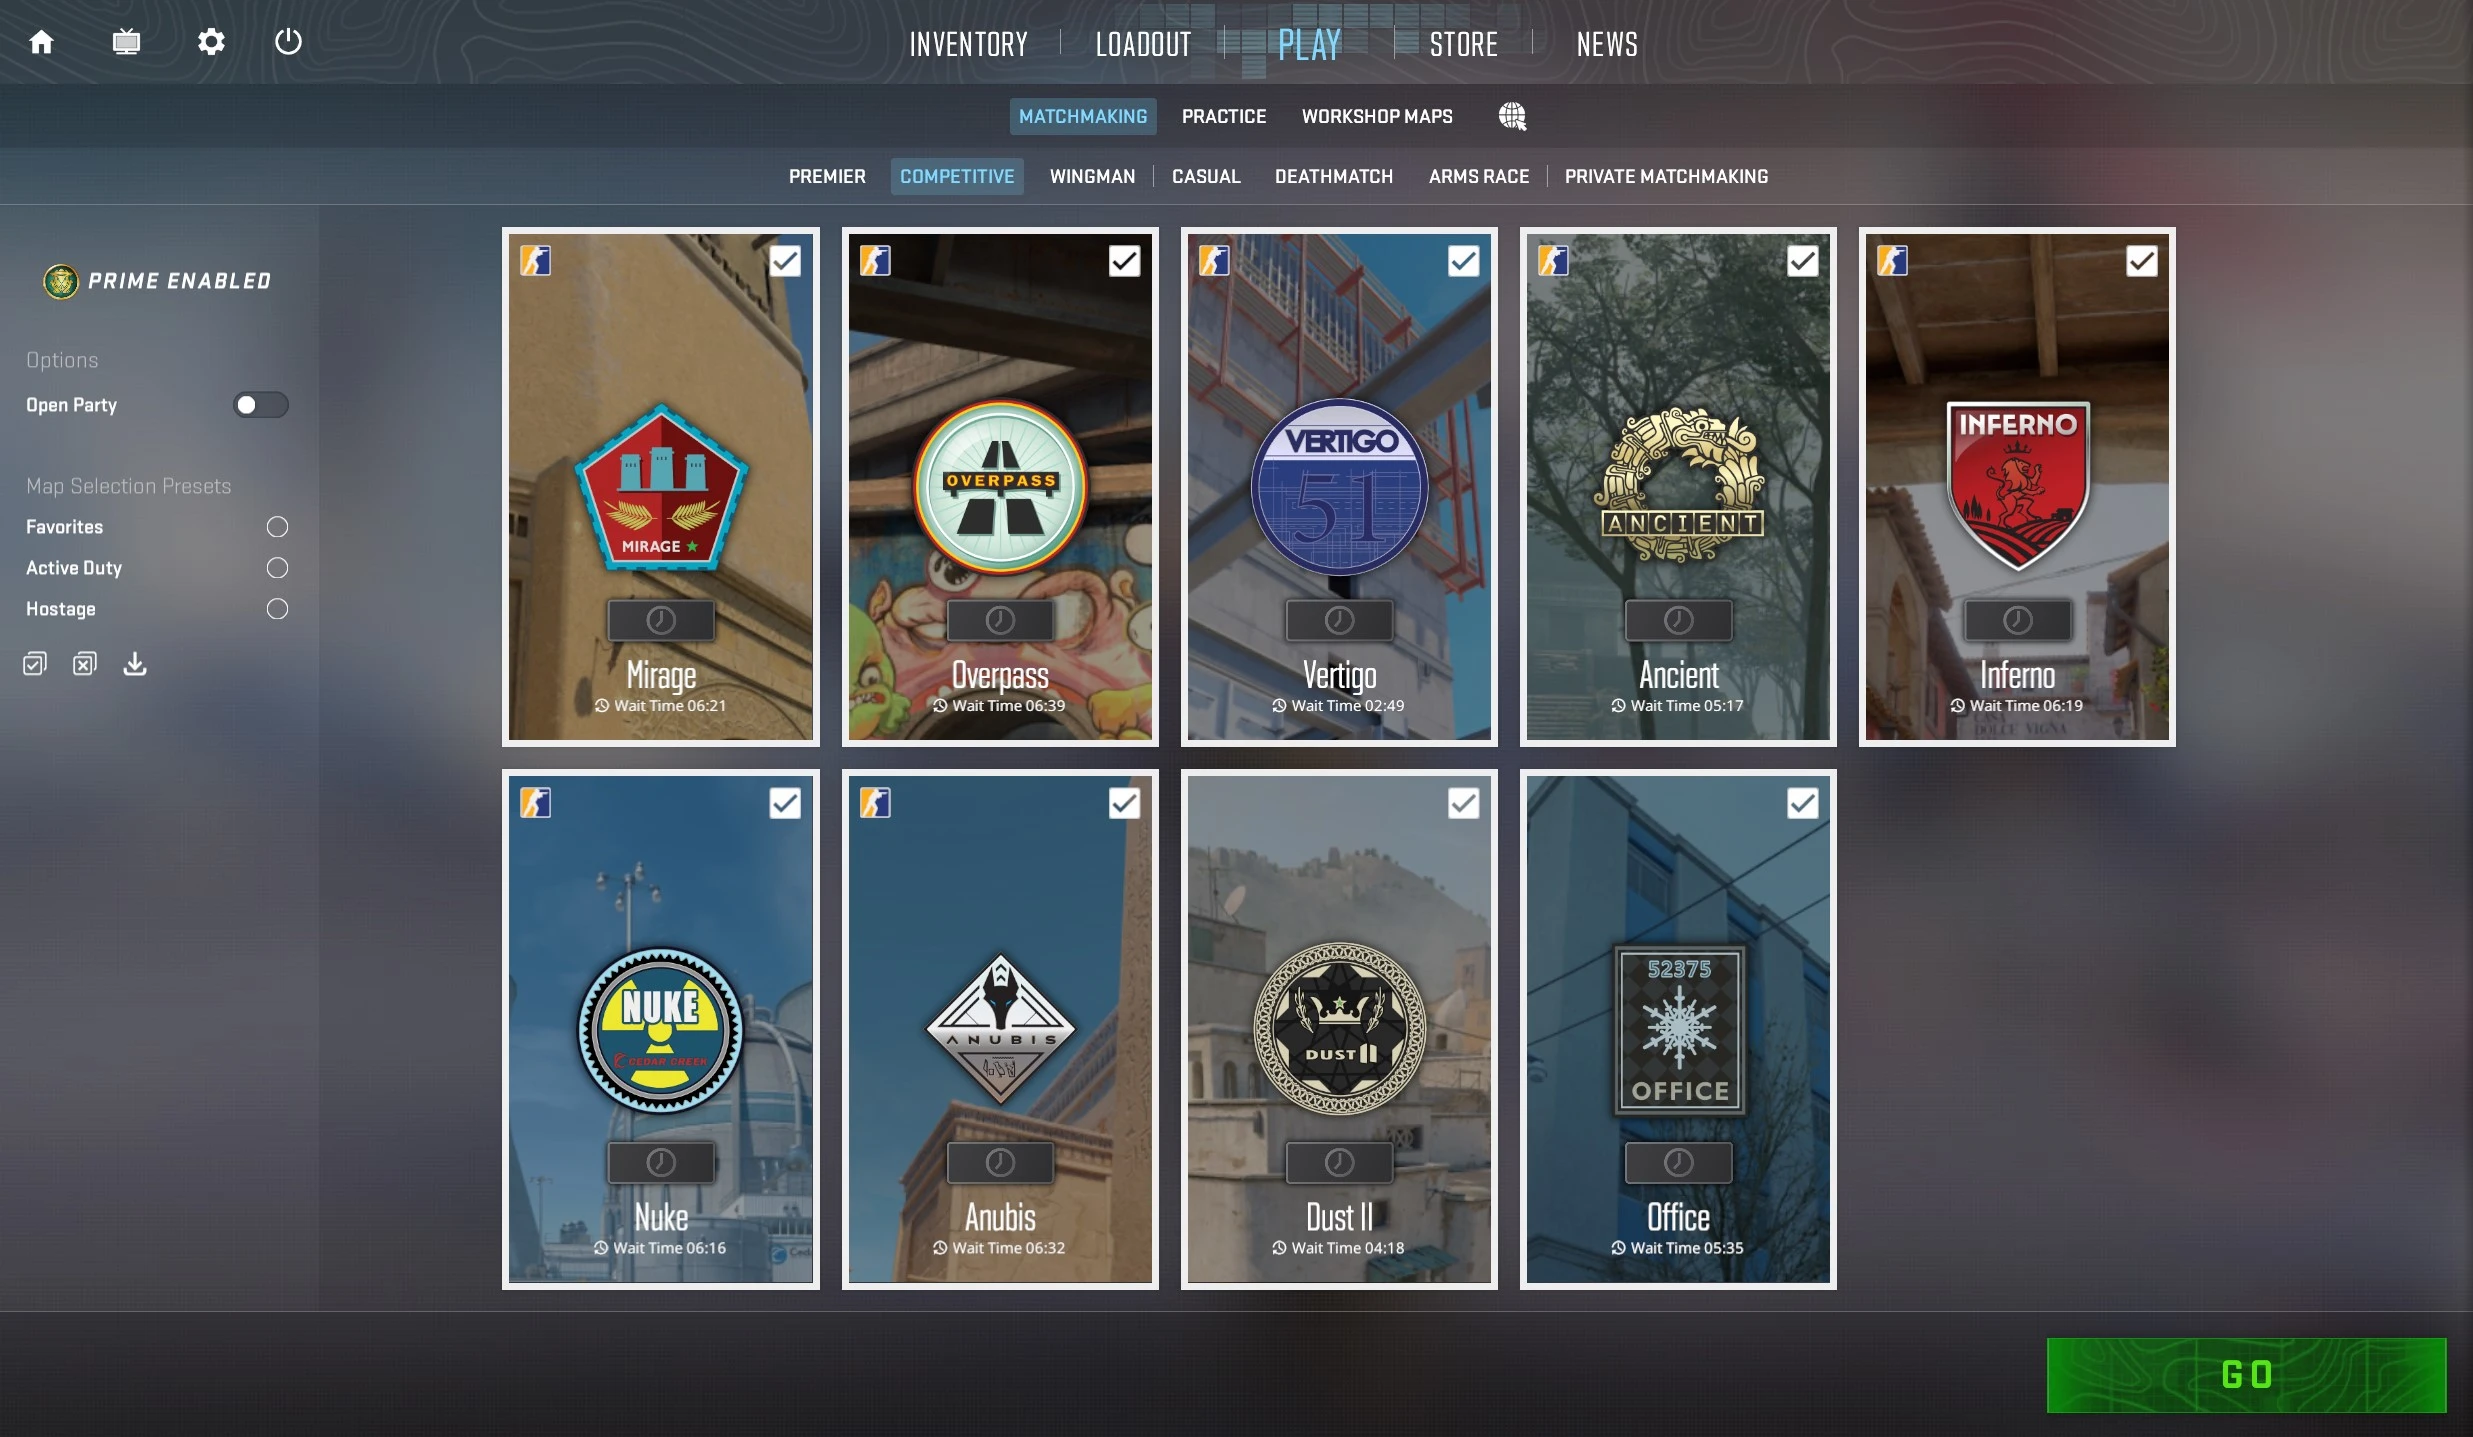 INVENTORY
LOADOUT
PLAY
STORE
NEWS
MATCHMAKING
PRACTICE
WORKSHOP MAPS
PREMIER
COMPETITIVE
WINGMAN
CASUAL
DEATHMATCH
ARMS RACE
PRIVATE MATCHMAKING
PRIME ENABLED
Options
Open Party
Map Selection Presets
Favorites
Active Duty
Hostage
MIRAGE
Mirage
Wait Time 06:21
OVERPASS
Overpass
Wait Time 06:39
VERTIGO
51
Vertigo
Wait Time 02:49
ANCIENT
Ancient
Wait Time 05:17
INFERNO
Inferno
Wait Time 06:19
CASA
DOLCE VIGNA
NUKE
CEDAR CREEK
Nuke
Wait Time 06:16
ANUBIS
Anubis
Wait Time 06:32
DUST II
Dust II
Wait Time 04:18
52375
OFFICE
Office
Wait Time 05:35
GO